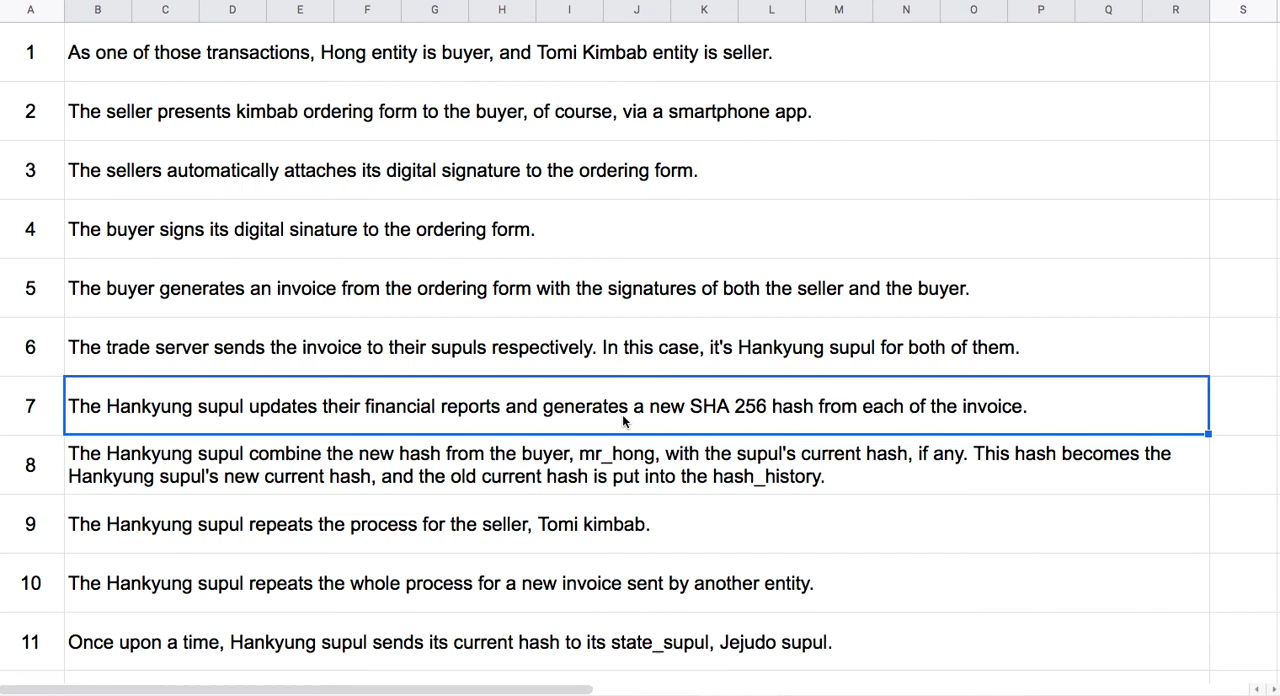 A B C D E F G H I J K L M N O P Q R S
1 As one of those transactions, Hong entity is buyer, and Tomi Kimbab entity is seller.
2 The seller presents kimbab ordering form to the buyer, of course, via a smartphone app.
3 The sellers automatically attaches its digital signature to the ordering form.
4 The buyer signs its digital sinature to the ordering form.
5 The buyer generates an invoice from the ordering form with the signatures of both the seller and the buyer.
6 The trade server sends the invoice to their supuls respectively. In this case, it's Hankyung supul for both of them.
7 The Hankyung supul updates their financial reports and generates a new SHA 256 hash from each of the invoice.
8 The Hankyung supul combine the new hash from the buyer, mr_hong, with the supul's current hash, if any. This hash becomes the
Hankyung supul's new current hash, and the old current hash is put into the hash_history.
9 The Hankyung supul repeats the process for the seller, Tomi kimbab.
10 The Hankyung supul repeats the whole process for a new invoice sent by another entity.
11 Once upon a time, Hankyung supul sends its current hash to its state_supul, Jejudo supul.